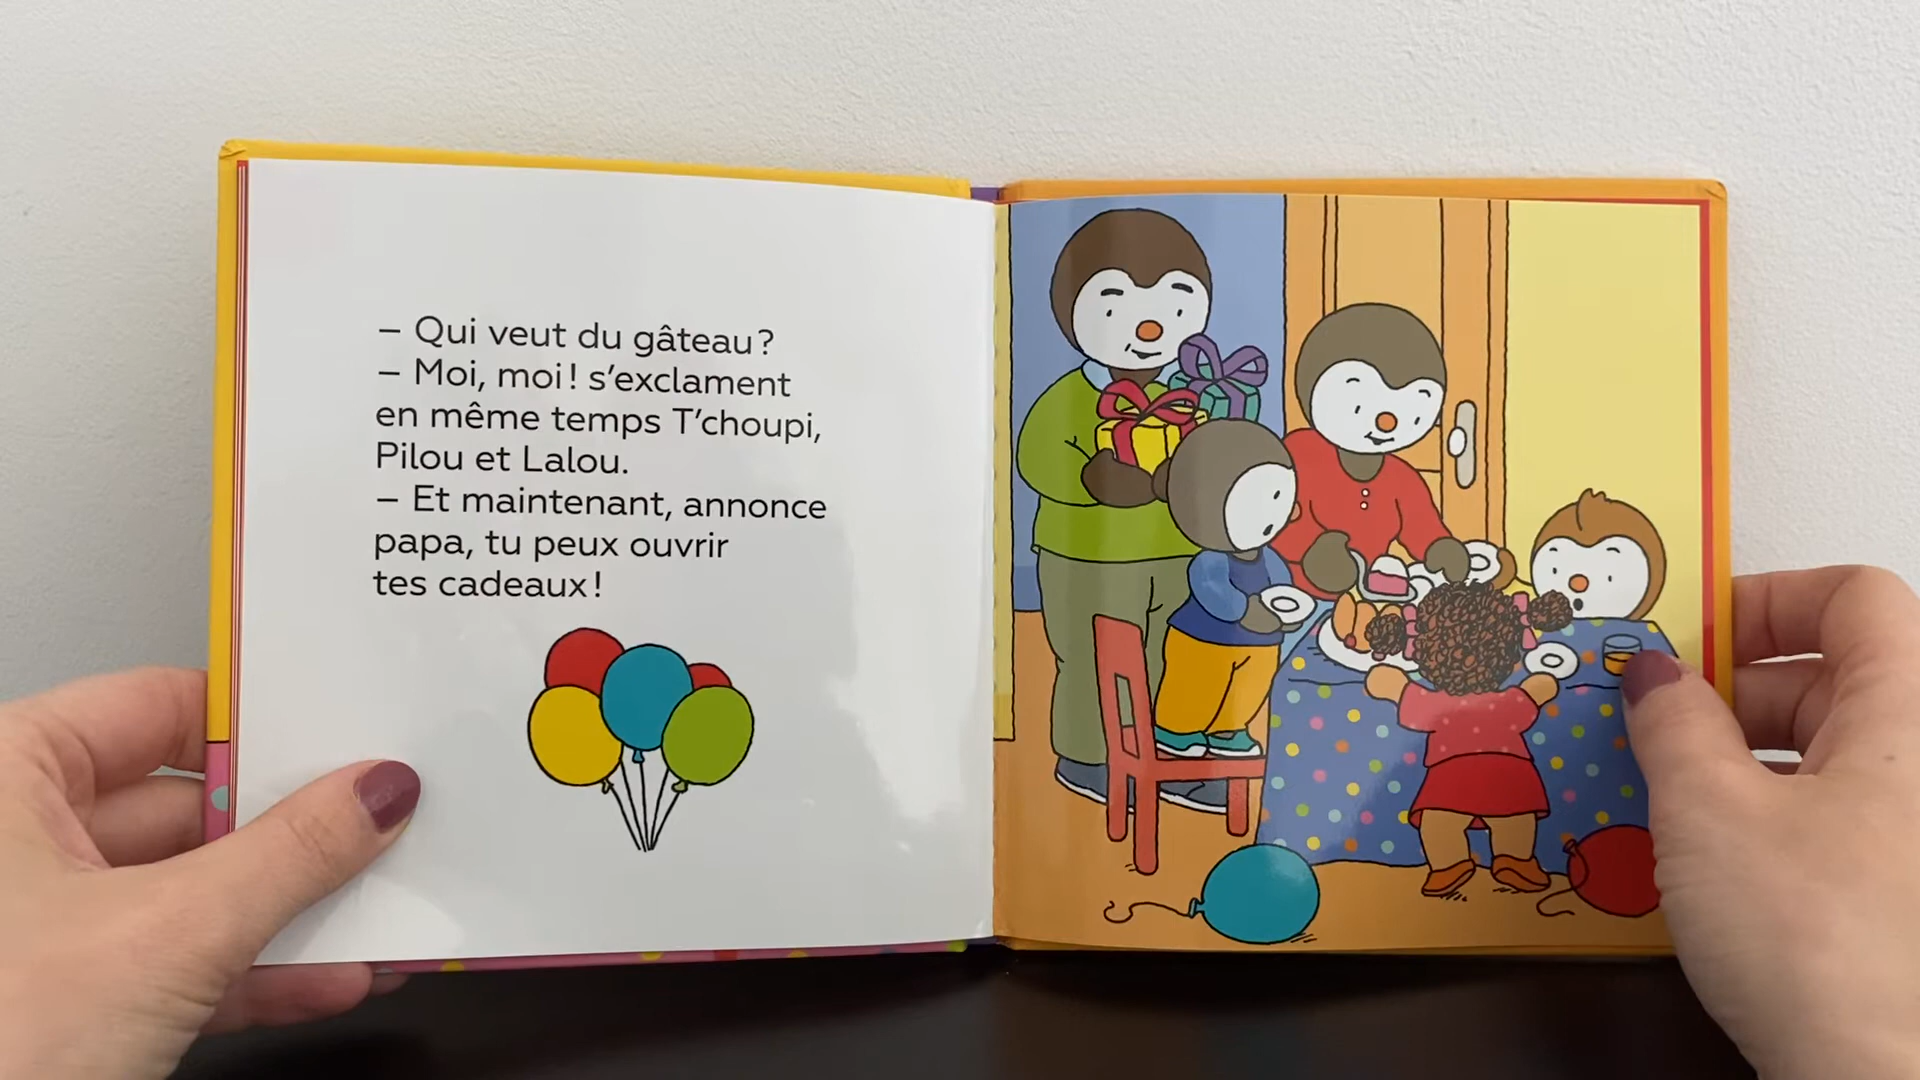 – Qui veut du gâteau ?
– Moi, moi ! s’exclament
en même temps T’choupi,
Pilou et Lalou.
– Et maintenant, annonce
papa, tu peux ouvrir
tes cadeaux !